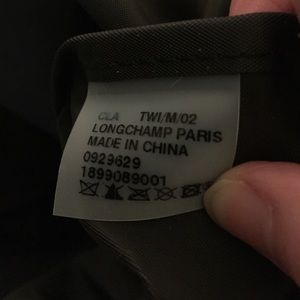 CLA TWI/M/02
LONGCHAMP PARIS
MADE IN CHINA
0929629
1899089001